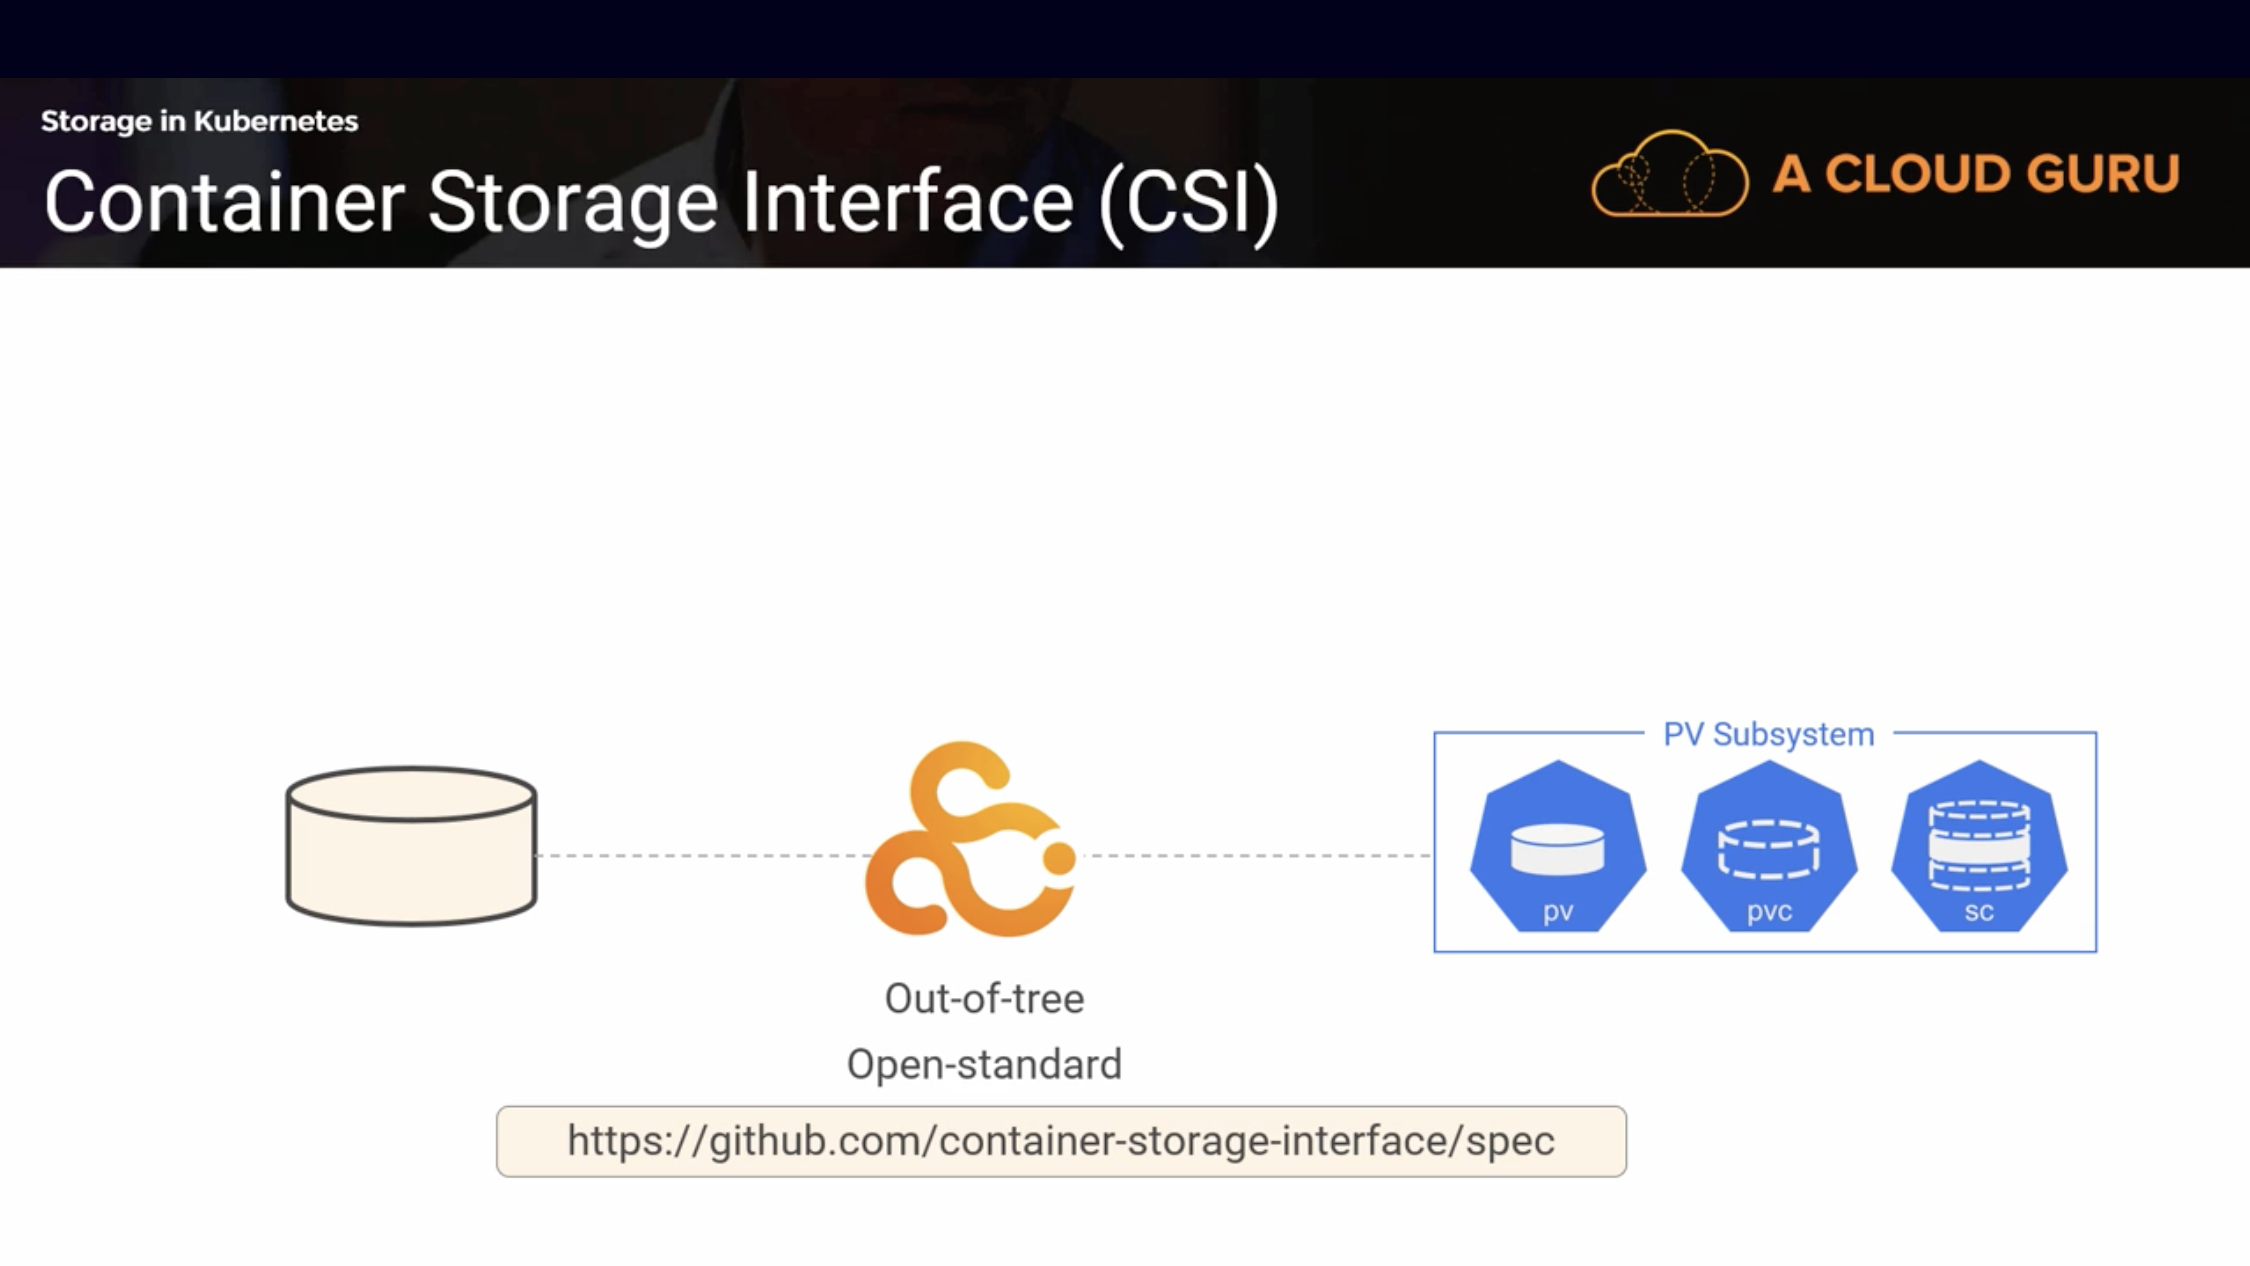 Storage in Kubernetes
Container Storage Interface (CSI)
A CLOUD GURU
PV Subsystem
pv
pvc
sc
Out-of-tree
Open-standard
https://github.com/container-storage-interface/spec